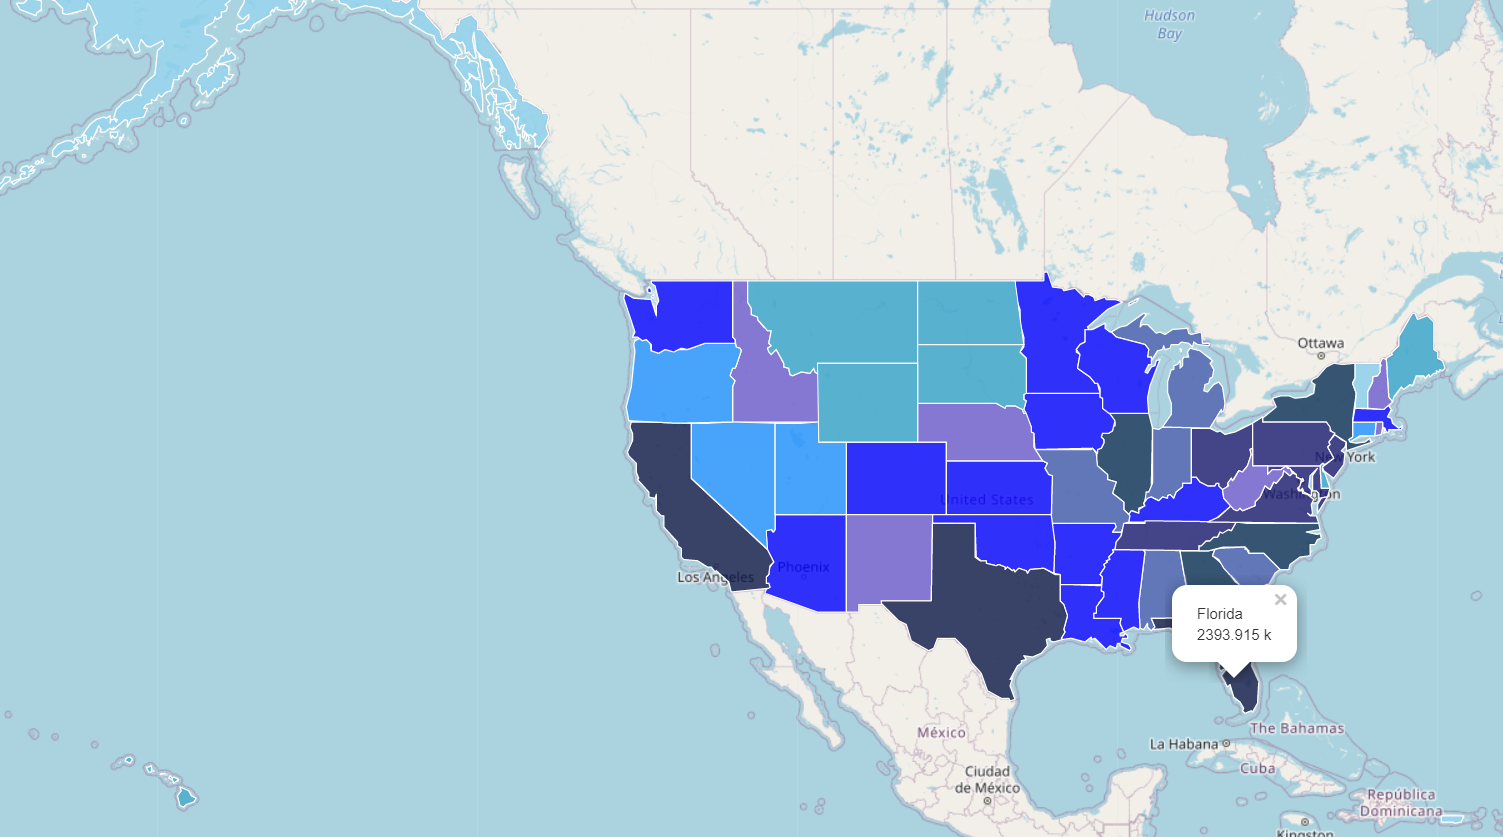 Hudson
Bay
Ottawa
New York
Washington
United States
Phoenix
Los Angeles
×
Florida
2393.915 k
México
The Bahamas
La Habana
Cuba
Ciudad
de México
República
Dominicana
Kingston